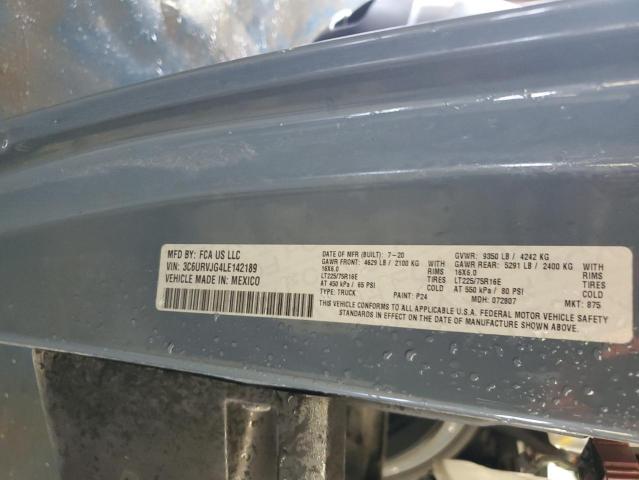 MFD BY: FCA US LLC
VIN: 3C6URVJG4LE142189
VEHICLE MADE IN: MEXICO
DATE OF MFR (BUILT): 7-20
GAWR FRONT: 4629 LB / 2100 KG WITH
16X6.0 RIMS
LT225/75R16E TIRES
AT 450 kPa / 65 PSI COLD
TYPE: TRUCK PAINT: P24
GVWR: 9350 LB / 4242 KG
GAWR REAR: 5291 LB / 2400 KG WITH
16X6.0 RIMS
LT225/75R16E TIRES
AT 550 kPa / 80 PSI COLD
MDH: 072807 MKT: 875
THIS VEHICLE CONFORMS TO ALL APPLICABLE U.S.A. FEDERAL MOTOR VEHICLE SAFETY
STANDARDS IN EFFECT ON THE DATE OF MANUFACTURE SHOWN ABOVE.